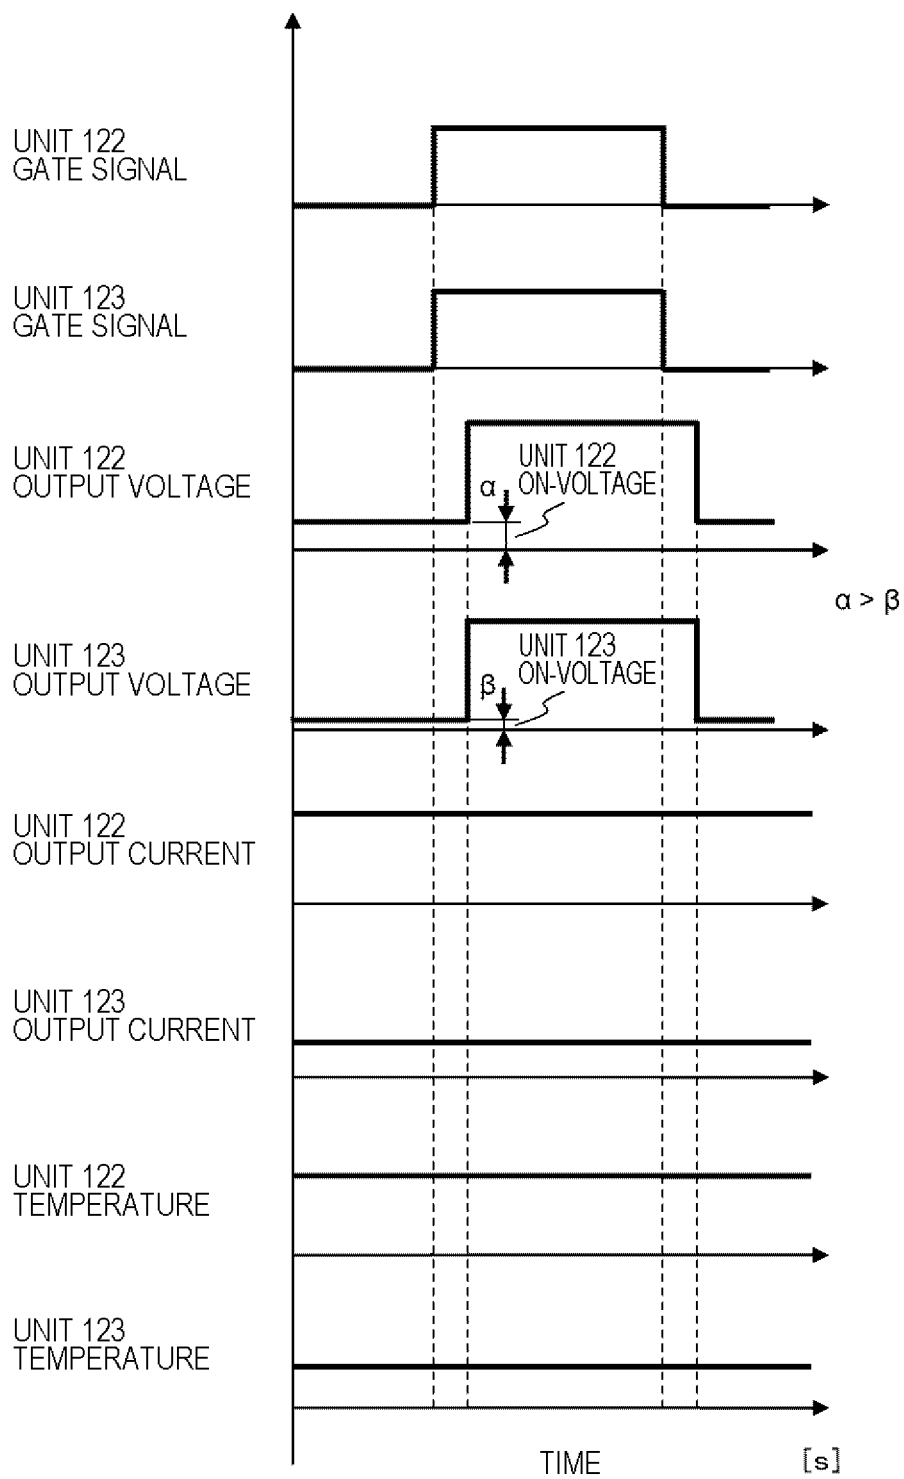 UNIT 122
GATE SIGNAL
UNIT 123
GATE SIGNAL
UNIT 122
OUTPUT VOLTAGE
α
UNIT 122
ON-VOLTAGE
α > β
UNIT 123
OUTPUT VOLTAGE
β
UNIT 123
ON-VOLTAGE
UNIT 122
OUTPUT CURRENT
UNIT 123
OUTPUT CURRENT
UNIT 122
TEMPERATURE
UNIT 123
TEMPERATURE
TIME
[s]